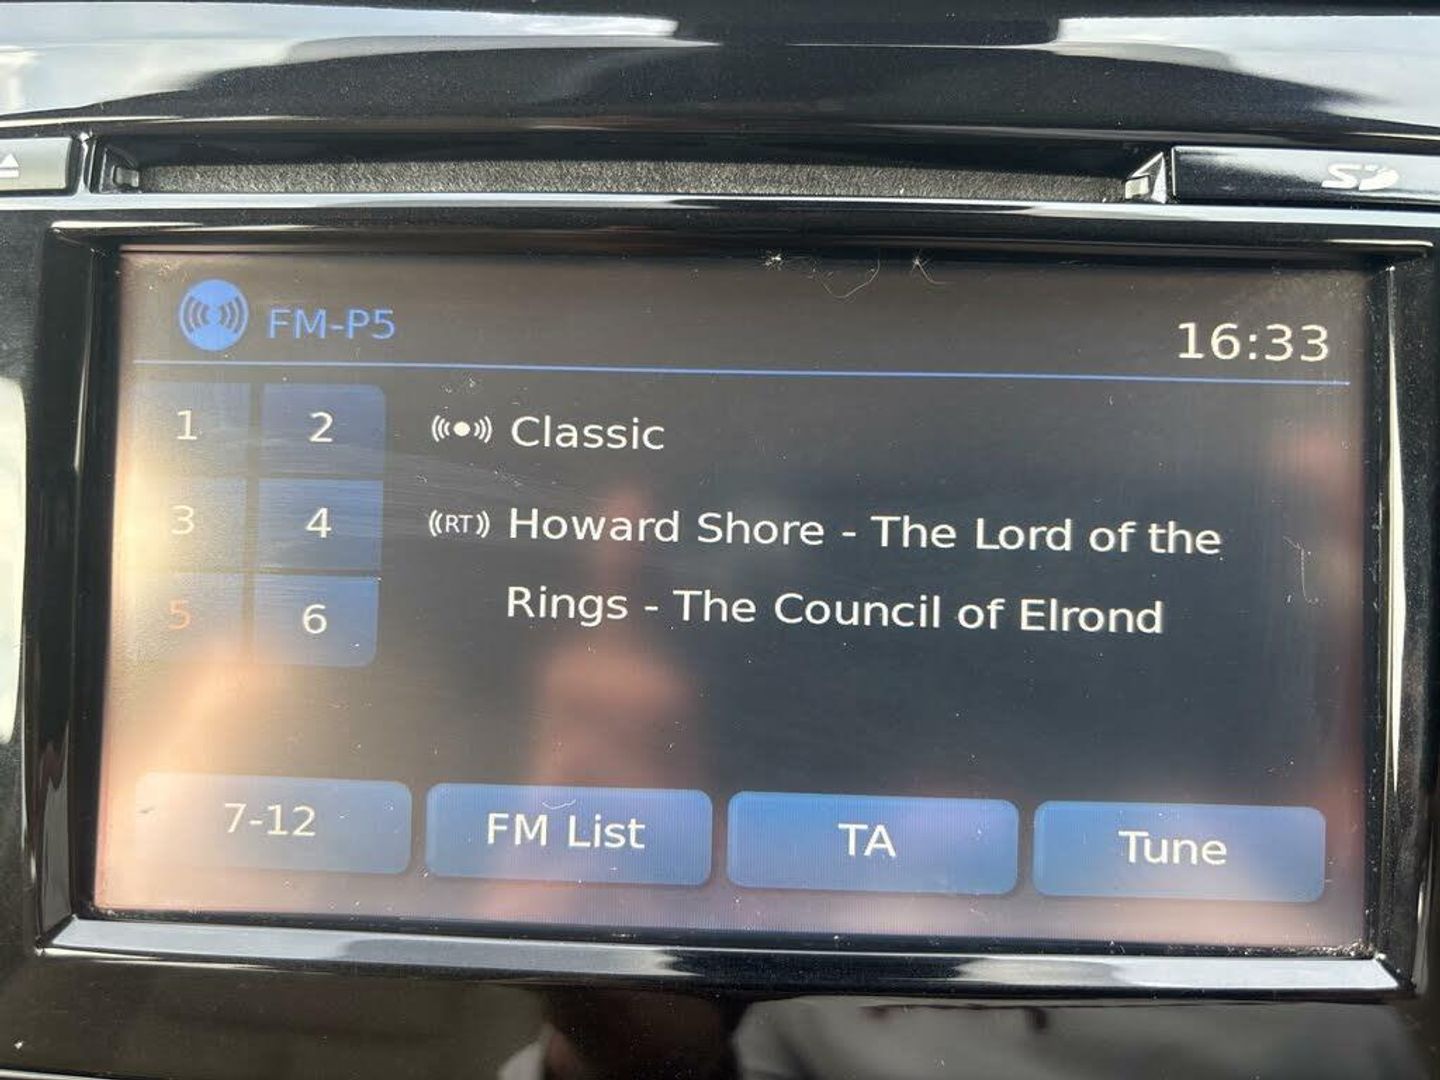 SD
FM-P5
16:33
1 2
Classic
3 4
RT Howard Shore - The Lord of the
Rings - The Council of Elrond
5 6
7-12 FM List TA Tune